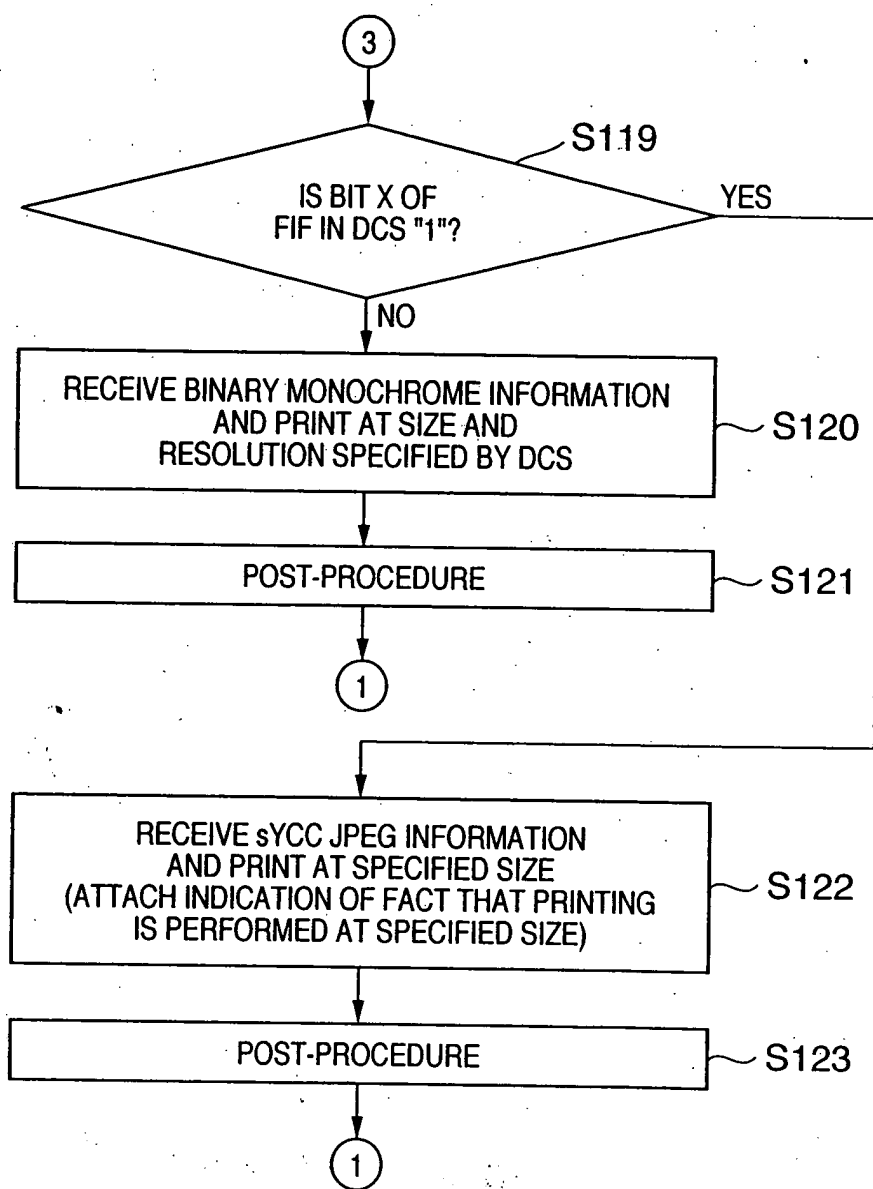 3
S119
IS BIT X OF
FIF IN DCS "1"?
YES
NO
RECEIVE BINARY MONOCHROME INFORMATION
AND PRINT AT SIZE AND
RESOLUTION SPECIFIED BY DCS
S120
POST-PROCEDURE
S121
1
RECEIVE sYCC JPEG INFORMATION
AND PRINT AT SPECIFIED SIZE
(ATTACH INDICATION OF FACT THAT PRINTING
IS PERFORMED AT SPECIFIED SIZE)
S122
POST-PROCEDURE
S123
1